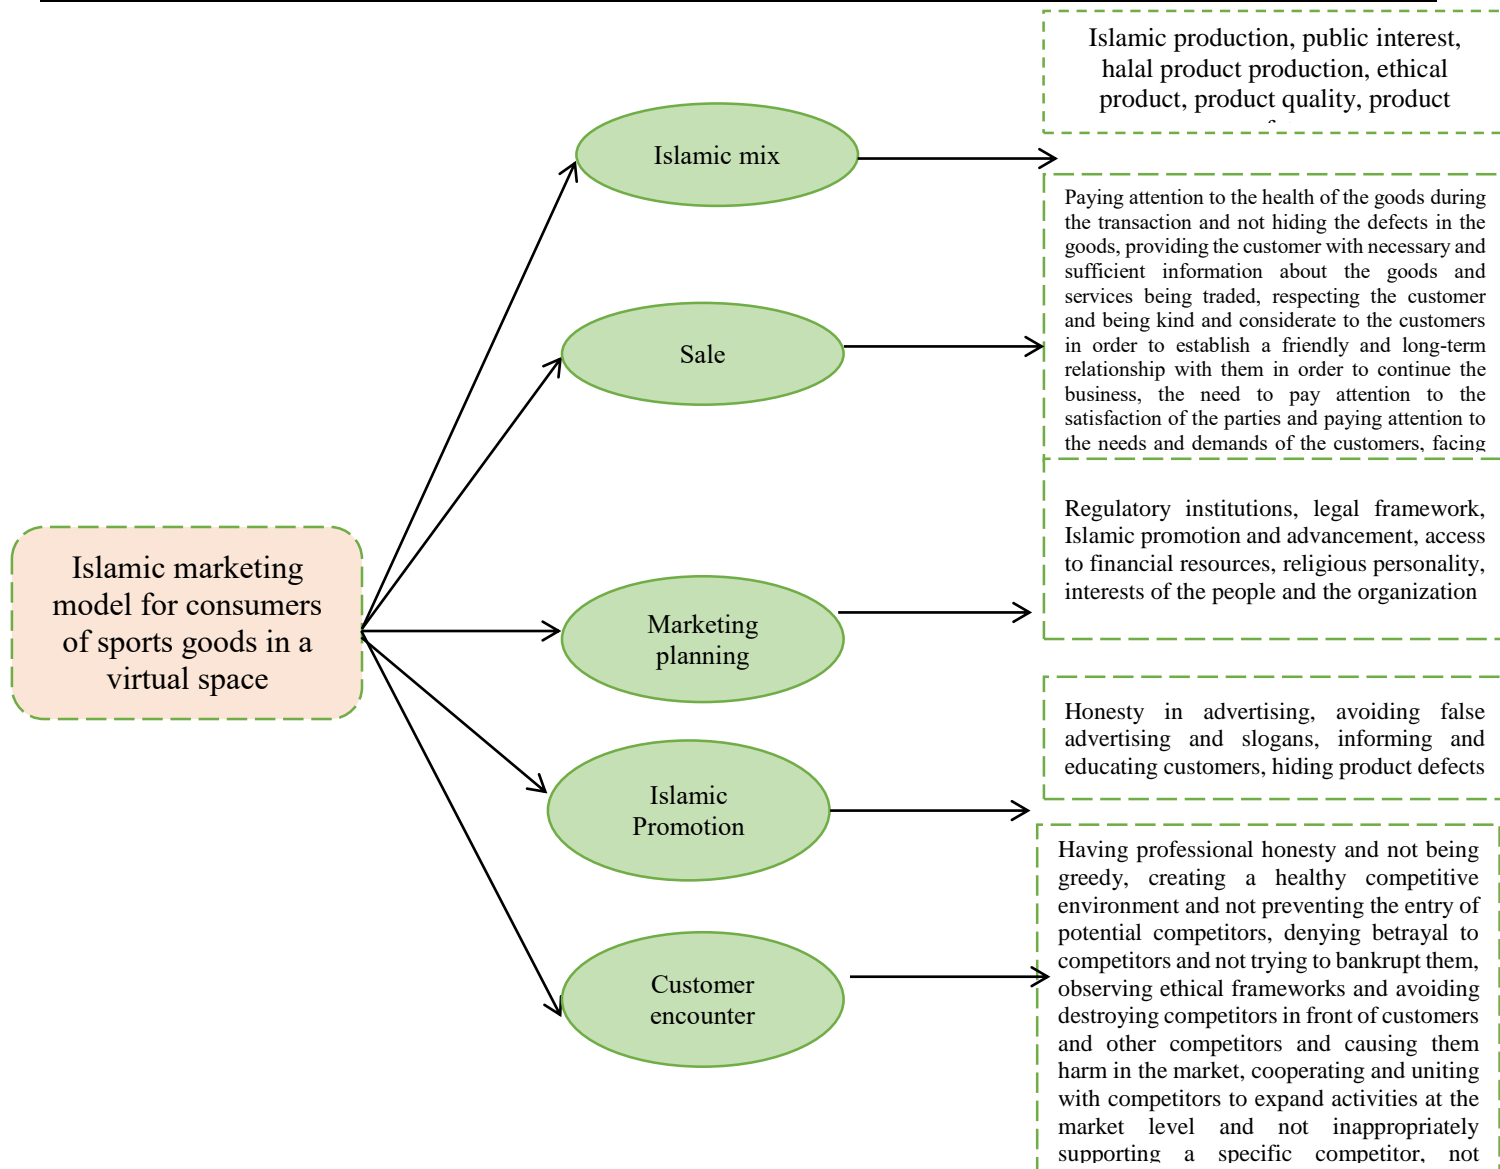 Islamic production, public interest,
halal product production, ethical
product, product quality, product
Islamic mix
Paying attention to the health of the goods during
the transaction and not hiding the defects in the
goods, providing the customer with necessary and
sufficient information about the goods and
services being traded, respecting the customer
and being kind and considerate to the customers
in order to establish a friendly and long-term
relationship with them in order to continue the
business, the need to pay attention to the
satisfaction of the parties and paying attention to
the needs and demands of the customers, facing
Sale
Regulatory institutions, legal framework,
Islamic promotion and advancement, access
to financial resources, religious personality,
interests of the people and the organization
Islamic marketing
model for consumers
of sports goods in a
virtual space
Marketing
planning
Honesty in advertising, avoiding false
advertising and slogans, informing and
educating customers, hiding product defects
Islamic
Promotion
Having professional honesty and not being
greedy, creating a healthy competitive
environment and not preventing the entry of
potential competitors, denying betrayal to
competitors and not trying to bankrupt them,
observing ethical frameworks and avoiding
destroying competitors in front of customers
and other competitors and causing them
harm in the market, cooperating and uniting
with competitors to expand activities at the
market level and not inappropriately
supporting a specific competitor, not
Customer
encounter